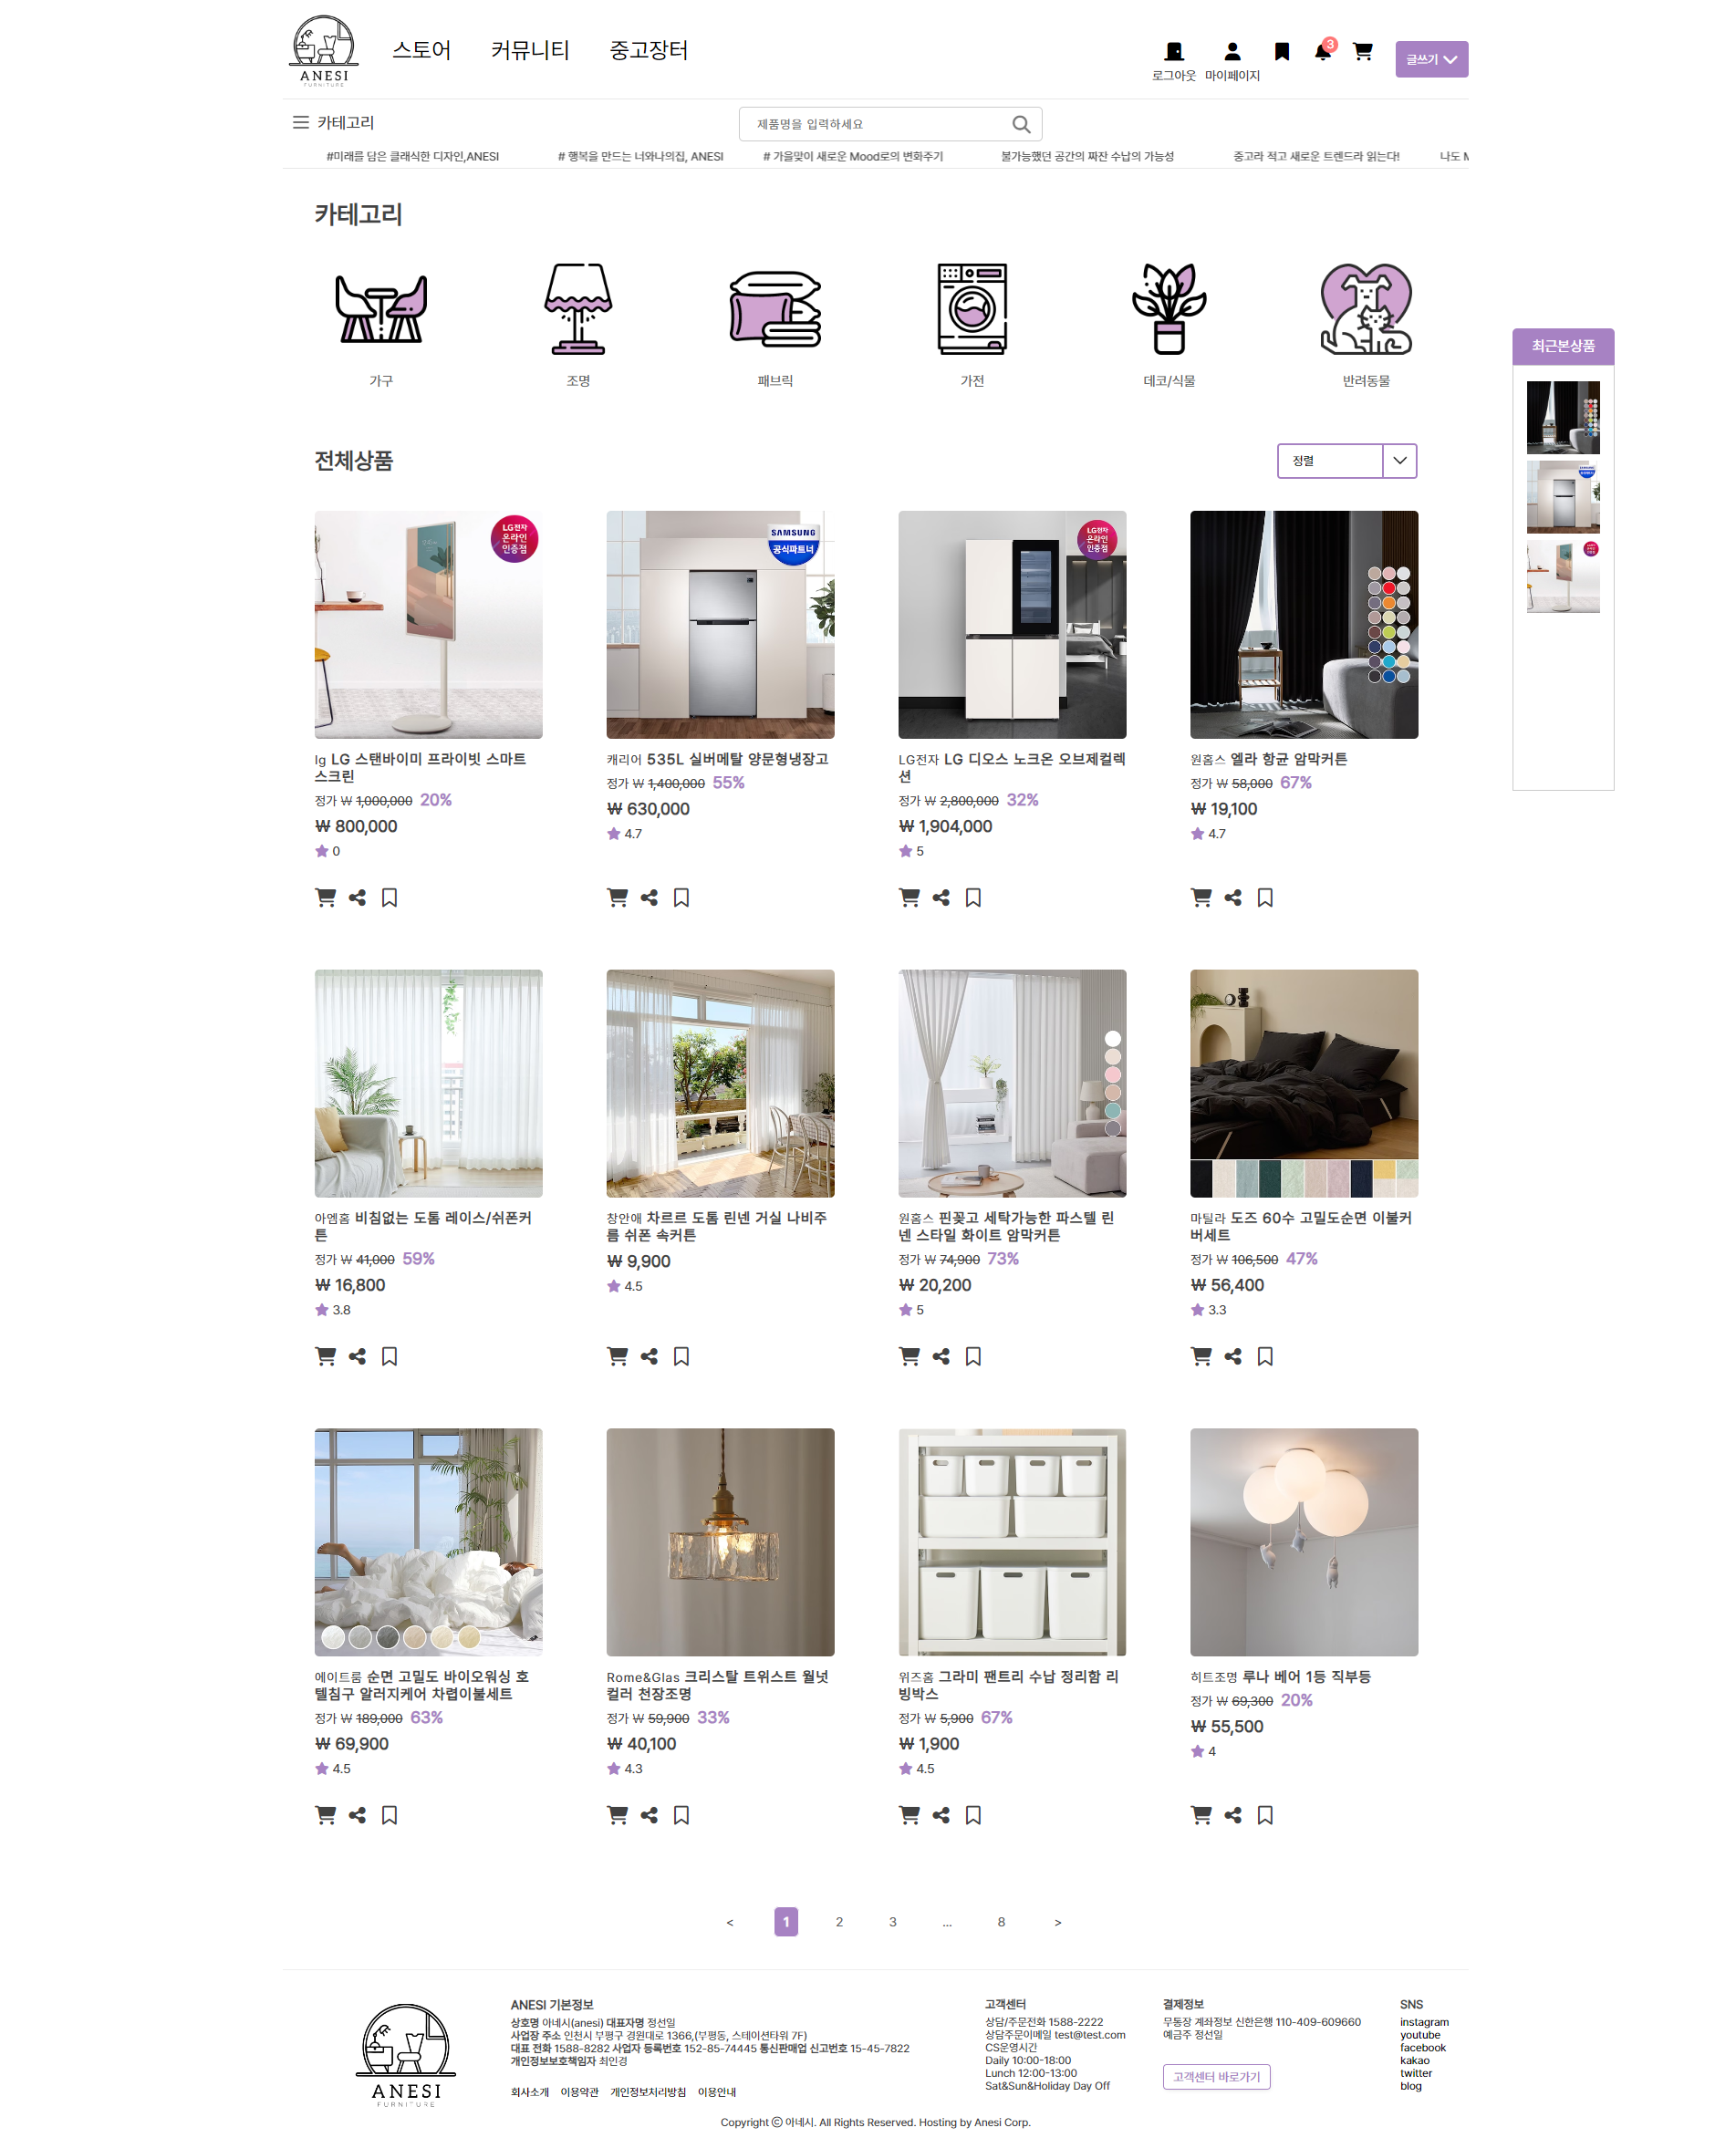 ANESI
FURNITURE
스토어 커뮤니티 중고장터
3
로그아웃 마이페이지
글쓰기
카테고리
제품명을 입력하세요
#미래를 담은 클래식한 디자인,ANESI # 행복을 만드는 너와나의집, ANESI # 가을맞이 새로운 Mood로의 변화주기 불가능했던 공간의 짜잔 수납의 가능성 중고라 적고 새로운 트렌드라 읽는다! 나도 M
카테고리
가구 조명 패브릭 가전 데코/식물 반려동물
최근본상품
전체상품
정렬
LG전자
온라인
인증점
SAMSUNG
공식파트너
LG전자
온라인
인증점
lg LG 스탠바이미 프라이빗 스마트
스크린
정가 ₩ 1,000,000 20%
₩ 800,000
0
캐리어 535L 실버메탈 양문형냉장고
정가 ₩ 1,400,000 55%
₩ 630,000
4.7
LG전자 LG 디오스 노크온 오브제컬렉
션
정가 ₩ 2,800,000 32%
₩ 1,904,000
5
원홈스 엘라 항균 암막커튼
정가 ₩ 58,000 67%
₩ 19,100
4.7
아엠홈 비침없는 도톰 레이스/쉬폰커
튼
정가 ₩ 41,000 59%
₩ 16,800
3.8
창안애 차르르 도톰 린넨 거실 나비주
름 쉬폰 속커튼
₩ 9,900
4.5
원홈스 핀꽂고 세탁가능한 파스텔 린
넨 스타일 화이트 암막커튼
정가 ₩ 74,900 73%
₩ 20,200
5
마틸라 도즈 60수 고밀도순면 이불커
버세트
정가 ₩ 106,500 47%
₩ 56,400
3.3
에이트룸 순면 고밀도 바이오워싱 호
텔침구 알러지케어 차렵이불세트
정가 ₩ 189,000 63%
₩ 69,900
4.5
Rome&Glas 크리스탈 트위스트 월넛
컬러 천장조명
정가 ₩ 59,900 33%
₩ 40,100
4.3
위즈홈 그라미 팬트리 수납 정리함 리
빙박스
정가 ₩ 5,900 67%
₩ 1,900
4.5
히트조명 루나 베어 1등 직부등
정가 ₩ 69,300 20%
₩ 55,500
4
< 1 2 3 ... 8 >
ANESI
FURNITURE
ANESI 기본정보
상호명 아네시(anesi) 대표자명 정선일
사업장 주소 인천시 부평구 경원대로 1366,(부평동, 스테이션타워 7F)
대표 전화 1588-8282 사업자 등록번호 152-85-74445 통신판매업 신고번호 15-45-7822
개인정보보호책임자 최인경
회사소개 이용약관 개인정보처리방침 이용안내
고객센터
상담/주문전화 1588-2222
상담주문이메일 test@test.com
CS운영시간
Daily 10:00-18:00
Lunch 12:00-13:00
Sat&Sun&Holiday Day Off
결제정보
무통장 계좌정보 신한은행 110-409-609660
예금주 정선일
고객센터 바로가기
SNS
instagram
youtube
facebook
kakao
twitter
blog
Copyright ⓒ 아네시. All Rights Reserved. Hosting by Anesi Corp.